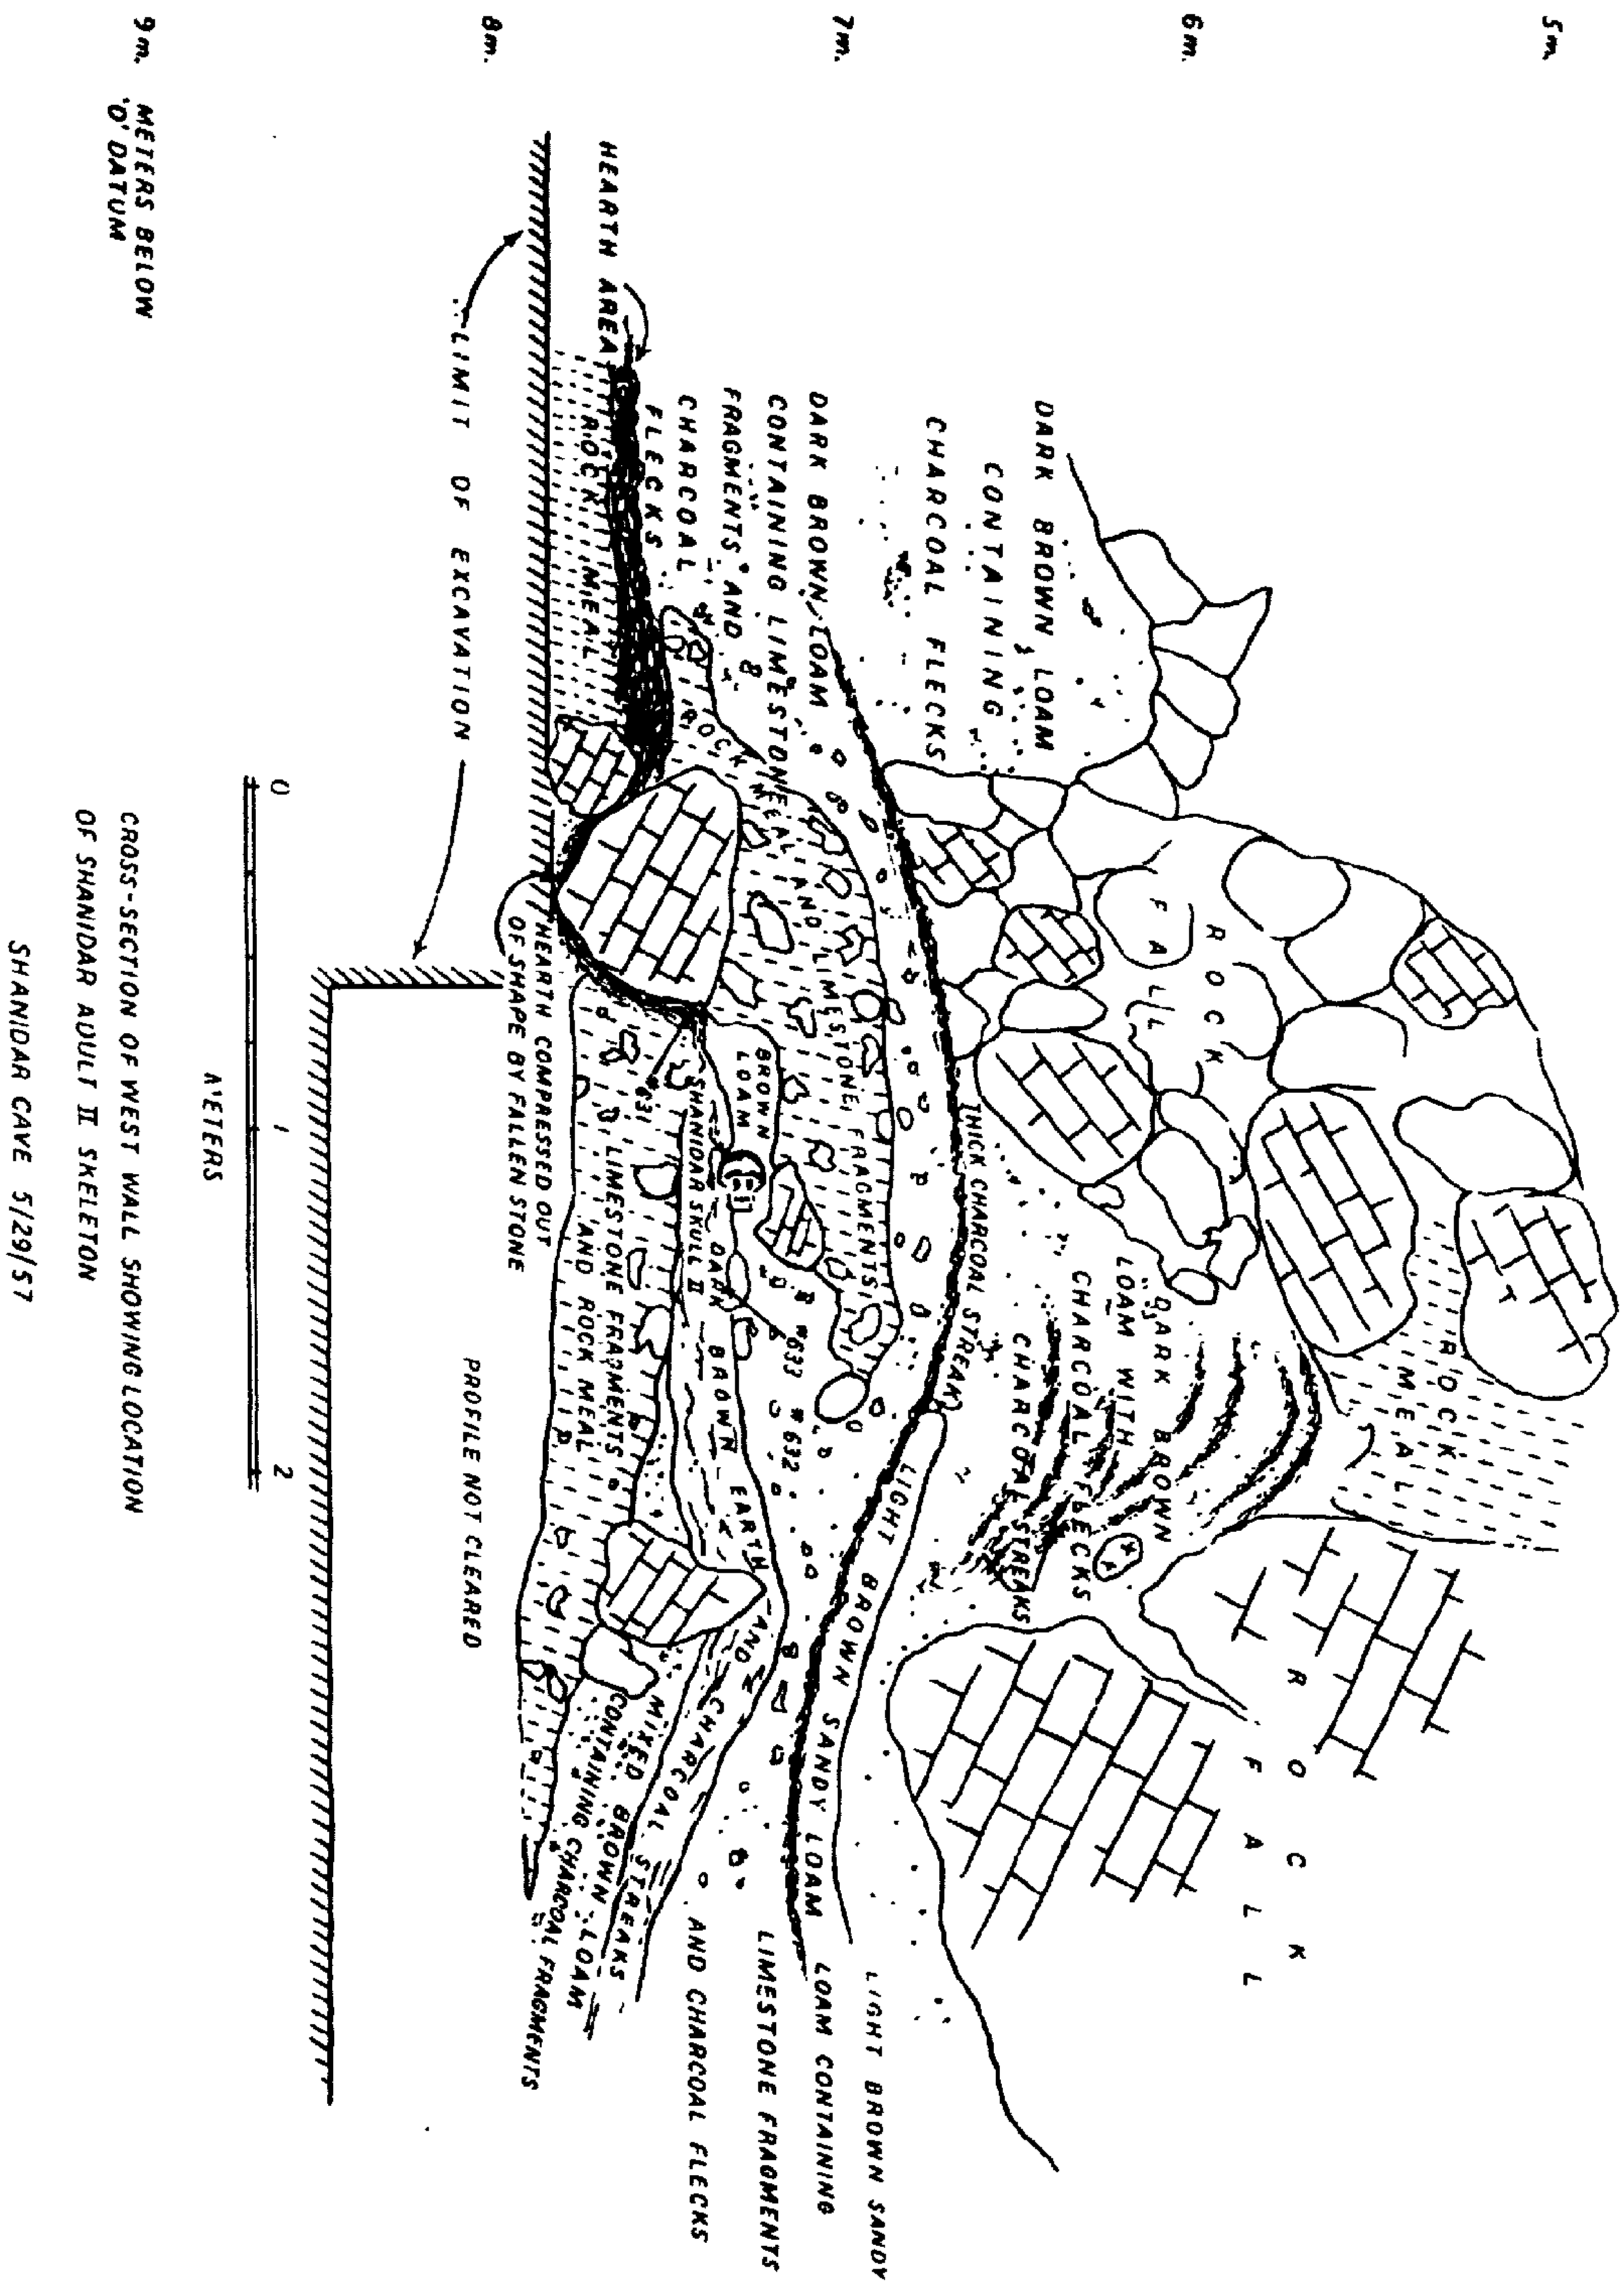 5m.
6m.
7m.
8m.
9m. METERS BELOW
'O' DATUM
ROCK
FALL
ROCK
MEAL
ROCK
FALL
DARK BROWN LOAM
CONTAINING
CHARCOAL FLECKS
DARK BROWN
LOAM WITH
CHARCOAL FLECKS
CHARCOAL STREAKS
THICK CHARCOAL STREAK
LIGHT BROWN SANDY LOAM
LIGHT BROWN SANDY
LOAM CONTAINING
LIMESTONE FRAGMENTS
AND CHARCOAL FLECKS
DARK BROWN LOAM
CONTAINING LIMESTONE
FRAGMENTS AND
CHARCOAL
FLECKS
ROCK MEAL AND LIMESTONE FRAGMENTS
BROWN
LOAM
#633
#632
#631
SHANIDAR SKULL II
DARK BROWN EARTH AND CHARCOAL STREAKS
MIXED BROWN LOAM
CONTAINING CHARCOAL FRAGMENTS
HEARTH AREA
ROCK MEAL
LIMESTONE FRAGMENTS
AND ROCK MEAL
HEARTH COMPRESSED OUT
OF SHAPE BY FALLEN STONE
LIMIT OF EXCAVATION
PROFILE NOT CLEARED
0 1 2
METERS
CROSS-SECTION OF WEST WALL SHOWING LOCATION
OF SHANIDAR ADULT II SKELETON
SHANIDAR CAVE 5/29/57